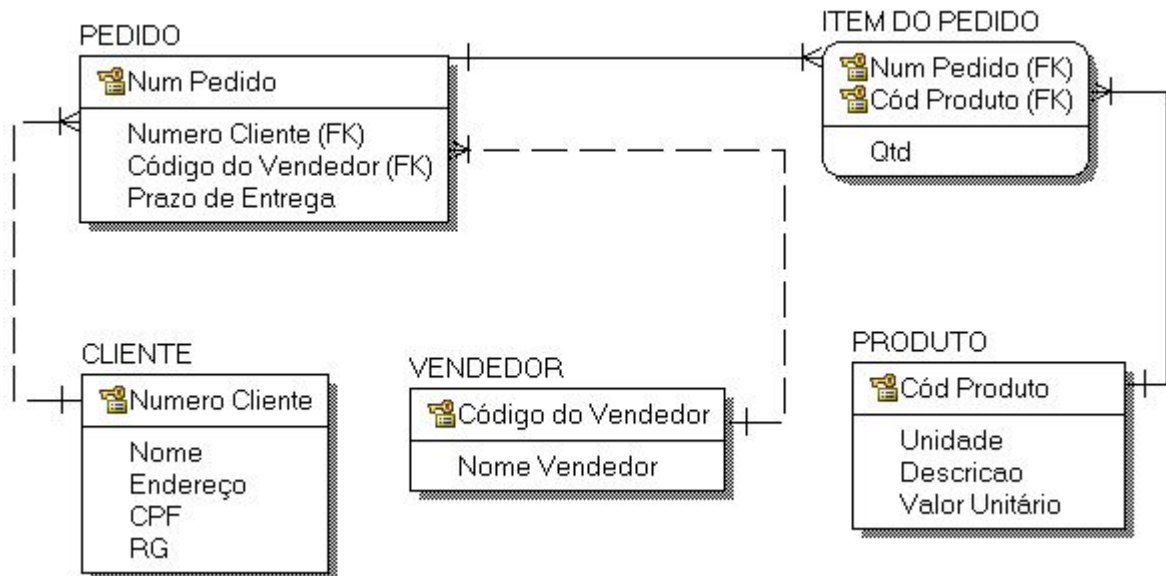 PEDIDO
Num Pedido
Numero Cliente (FK)
Código do Vendedor (FK)
Prazo de Entrega
ITEM DO PEDIDO
Num Pedido (FK)
Cód Produto (FK)
Qtd
CLIENTE
Numero Cliente
Nome
Endereço
CPF
RG
VENDEDOR
Código do Vendedor
Nome Vendedor
PRODUTO
Cód Produto
Unidade
Descricao
Valor Unitário